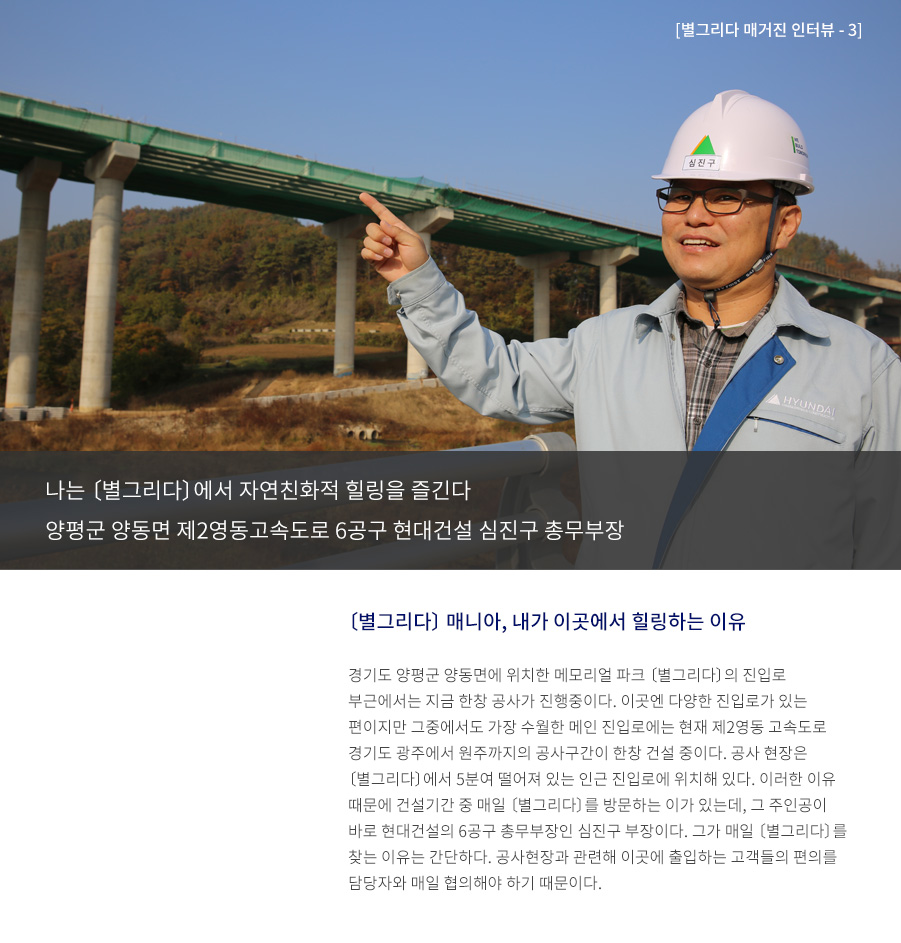 [별그리다 매거진 인터뷰 - 3]
심진구
HYUNDAI
나는 〔별그리다〕에서 자연친화적 힐링을 즐긴다
양평군 양동면 제2영동고속도로 6공구 현대건설 심진구 총무부장
〔별그리다〕 매니아, 내가 이곳에서 힐링하는 이유
경기도 양평군 양동면에 위치한 메모리얼 파크 〔별그리다〕의 진입로
부근에서는 지금 한창 공사가 진행중이다. 이곳엔 다양한 진입로가 있는
편이지만 그중에서도 가장 수월한 메인 진입로에는 현재 제2영동 고속도로
경기도 광주에서 원주까지의 공사구간이 한창 건설 중이다. 공사 현장은
〔별그리다〕에서 5분여 떨어져 있는 인근 진입로에 위치해 있다. 이러한 이유
때문에 건설기간 중 매일 〔별그리다〕를 방문하는 이가 있는데, 그 주인공이
바로 현대건설의 6공구 총무부장인 심진구 부장이다. 그가 매일 〔별그리다〕를
찾는 이유는 간단하다. 공사현장과 관련해 이곳에 출입하는 고객들의 편의를
담당자와 매일 협의해야 하기 때문이다.